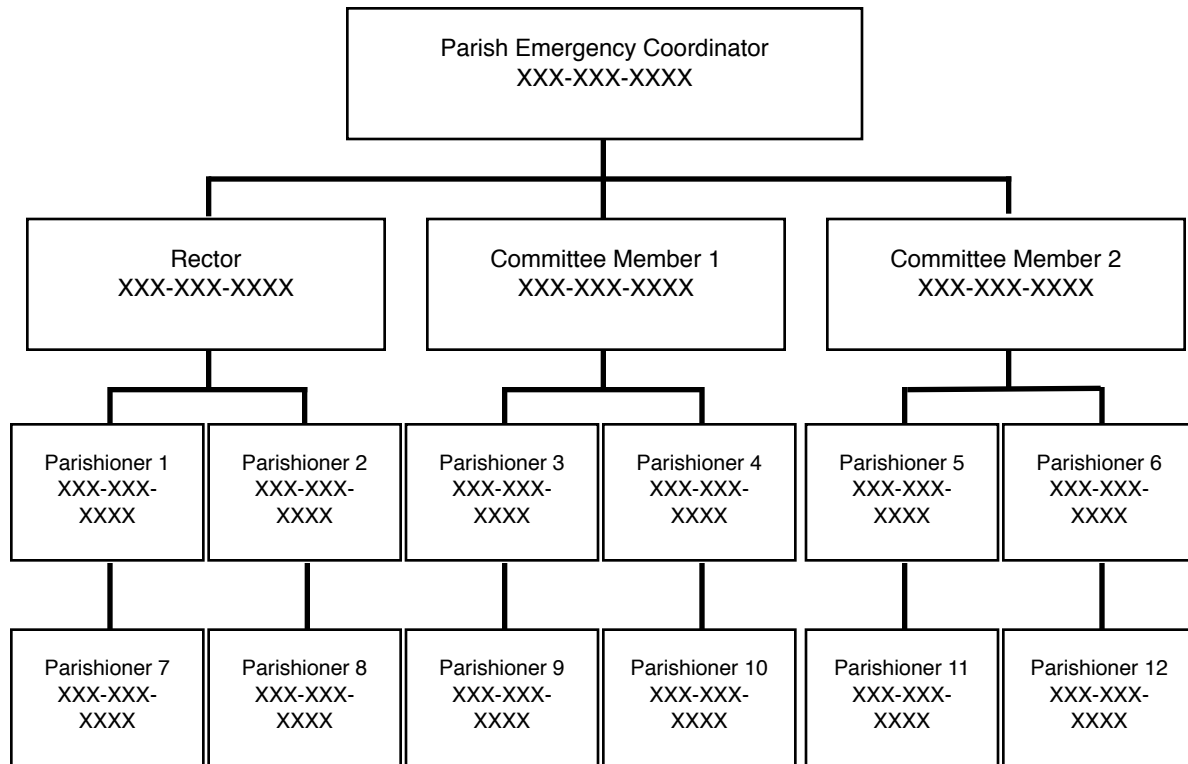 Parish Emergency Coordinator
XXX-XXX-XXXX
Rector
XXX-XXX-XXXX
Committee Member 1
XXX-XXX-XXXX
Committee Member 2
XXX-XXX-XXXX
Parishioner 1
XXX-XXX-
XXXX
Parishioner 2
XXX-XXX-
XXXX
Parishioner 3
XXX-XXX-
XXXX
Parishioner 4
XXX-XXX-
XXXX
Parishioner 5
XXX-XXX-
XXXX
Parishioner 6
XXX-XXX-
XXXX
Parishioner 7
XXX-XXX-
XXXX
Parishioner 8
XXX-XXX-
XXXX
Parishioner 9
XXX-XXX-
XXXX
Parishioner 10
XXX-XXX-
XXXX
Parishioner 11
XXX-XXX-
XXXX
Parishioner 12
XXX-XXX-
XXXX